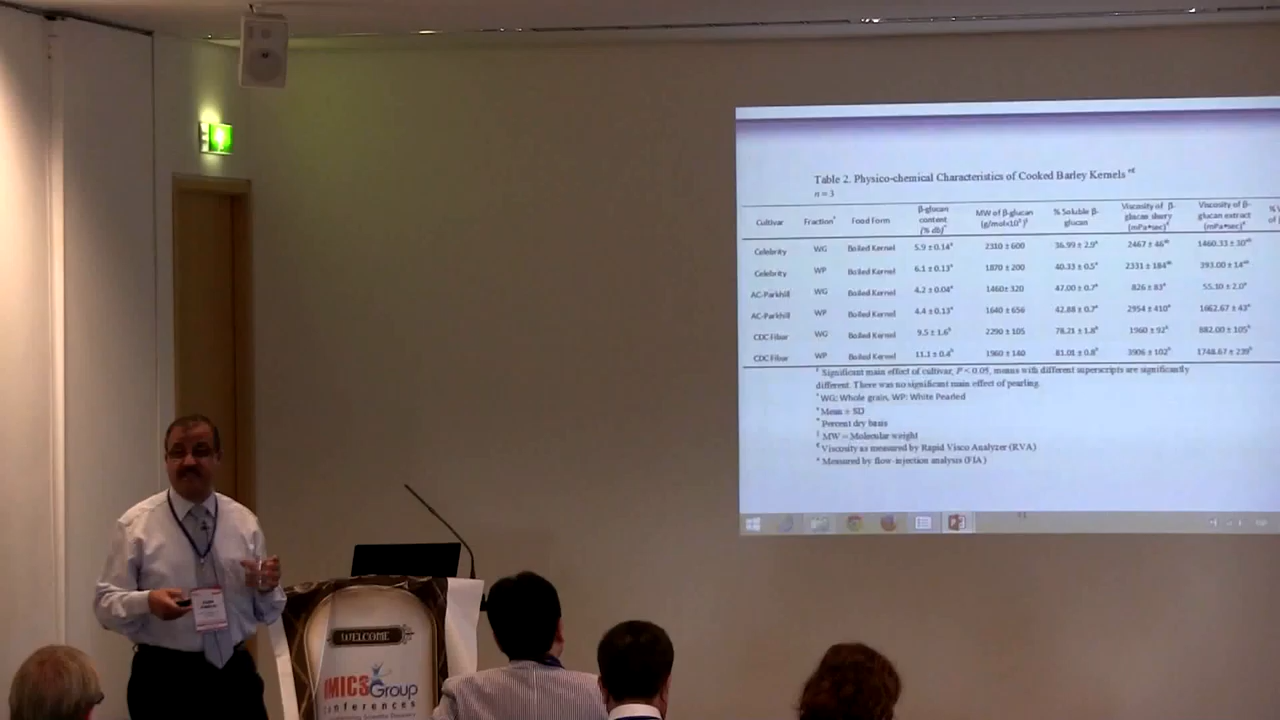 Table 2. Physico-chemical Characteristics of Cooked Barley Kernels
n = 3
Cultivar Fraction Food Form β-glucan content (% db) MW of β-glucan (g/mol×10 ) % Soluble β-glucan Viscosity of β-glucan slurry (mPa•sec) Viscosity of β-glucan extract (mPa•sec)
Celebrity WG Boiled Kernel 5.9 ± 0.14 2310 ± 600 36.99 ± 2.9 2467 ± 46 1460.33 ± 30
Celebrity WP Boiled Kernel 6.1 ± 0.13 1870 ± 200 40.33 ± 0.5 2331 ± 184 393.00 ± 14
AC-Parkhill WG Boiled Kernel 4.2 ± 0.04 1460± 320 47.00 ± 0.7 826 ± 83 55.10 ± 2.0
AC-Parkhill WP Boiled Kernel 4.4 ± 0.13 1640 ± 656 42.88 ± 0.7 2954 ± 410 1662.67 ± 43
CDC Fibar WG Boiled Kernel 9.5 ± 1.6 2290 ± 105 78.21 ± 1.8 1960 ± 92 882.00 ± 105
CDC Fibar WP Boiled Kernel 11.1 ± 0.4 1960 ± 140 81.01 ± 0.8 3906 ± 102 1748.67 ± 239
Significant main effect of cultivar, P < 0.05, means with different superscripts are significantly
different. There was no significant main effect of pearling.
WG: Whole grain, WP: White Pearled
Mean ± SD
Percent dry basis
MW – Molecular weight
Viscosity as measured by Rapid Visco Analyzer (RVA)
Measured by flow-injection analysis (FIA)
WELCOME
MICS Group
Conferences